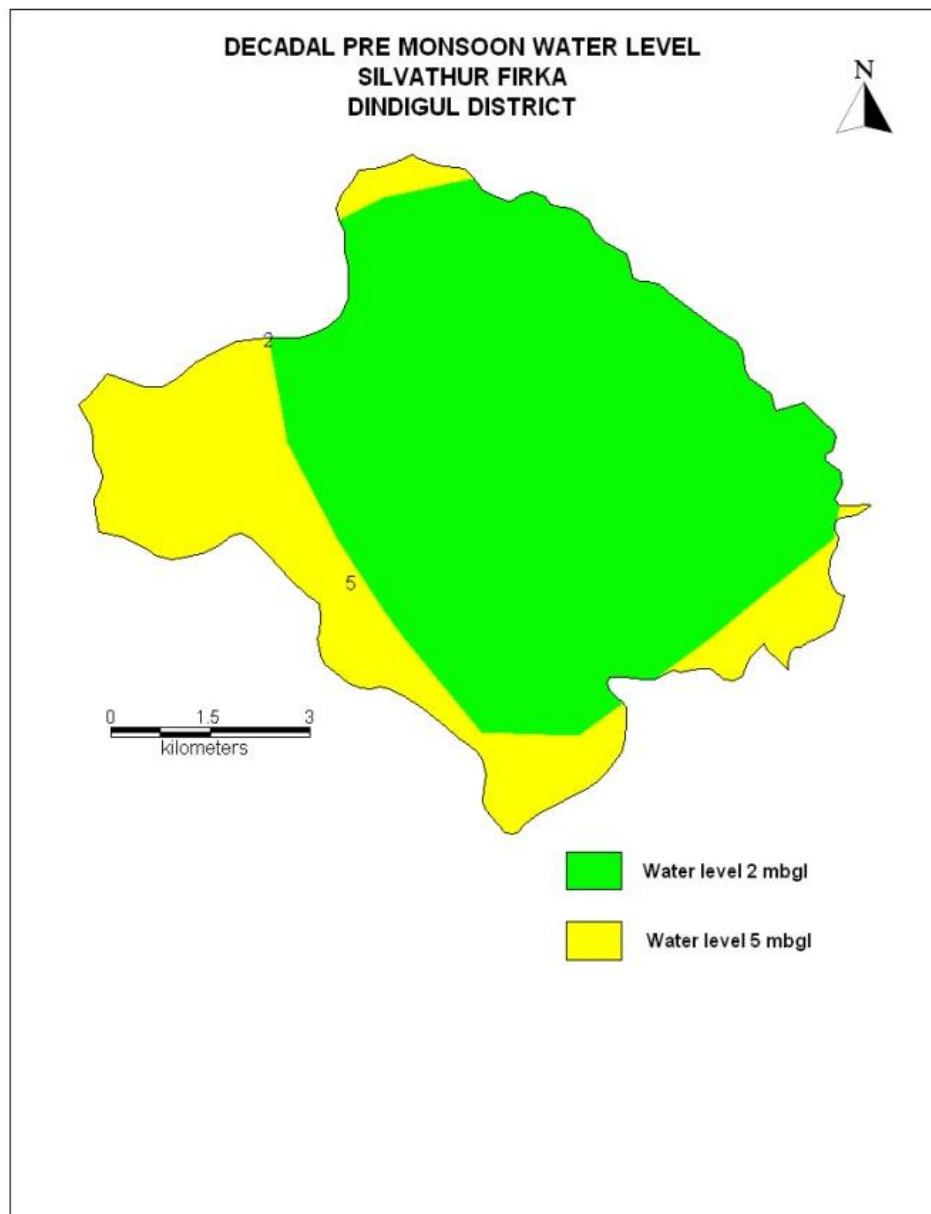 DECADAL PRE MONSOON WATER LEVEL
SILVATHUR FIRKA
DINDIGUL DISTRICT
N
2
5
0 1.5 3
kilometers
Water level 2 mbgl
Water level 5 mbgl